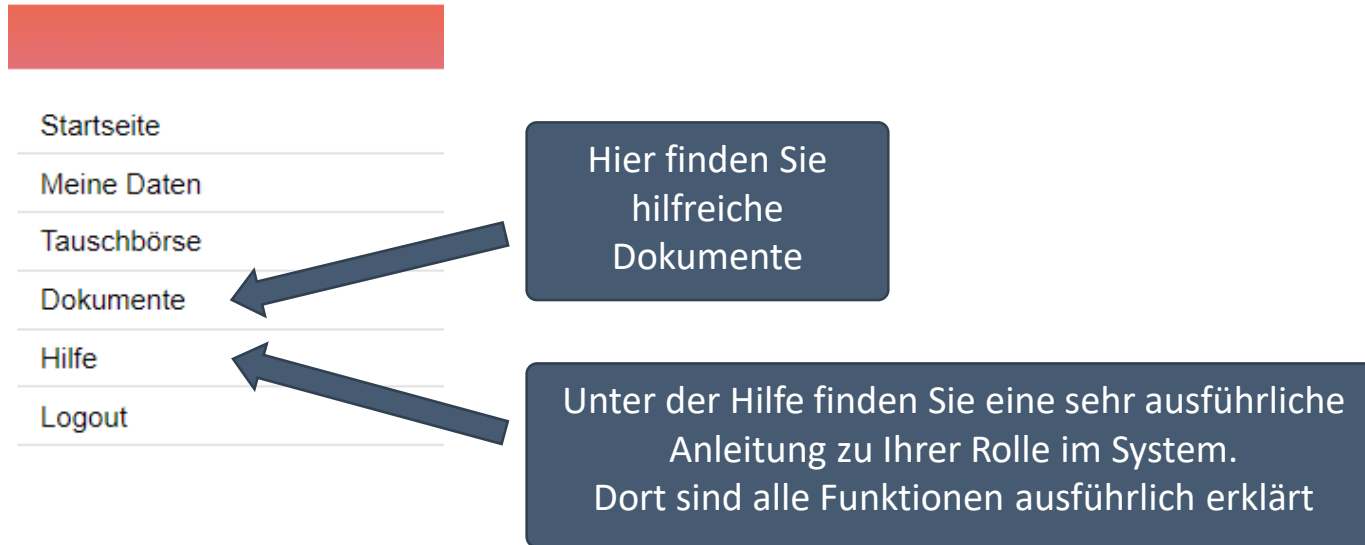 Startseite
Meine Daten
Tauschbörse
Dokumente
Hilfe
Logout
Hier finden Sie
hilfreiche
Dokumente
Unter der Hilfe finden Sie eine sehr ausführliche
Anleitung zu Ihrer Rolle im System.
Dort sind alle Funktionen ausführlich erklärt